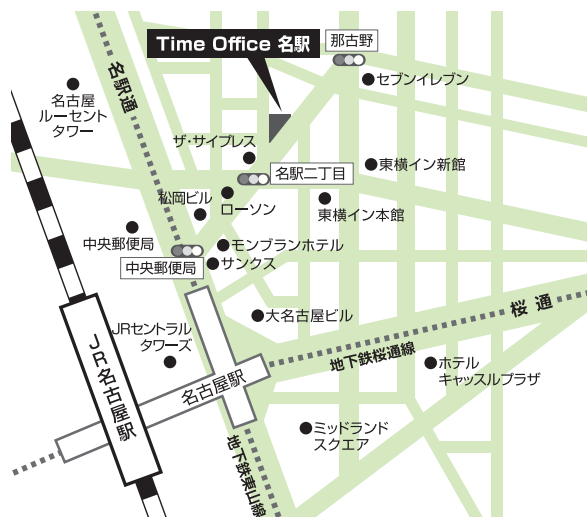 Time Office 名駅
那古野
セブンイレブン
名古屋
ルーセント
タワー
名駅通
ザ・サイプレス
名駅二丁目
東横イン新館
松岡ビル
ローソン
東横イン本館
中央郵便局
モンブランホテル
中央郵便局
サンクス
大名古屋ビル
桜通
JRセントラル
タワーズ
地下鉄桜通線
ホテル
キャッスルプラザ
JR名古屋駅
名古屋駅
ミッドランド
スクエア
地下鉄東山線